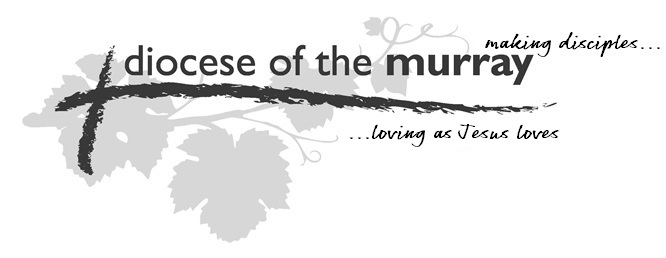 making disciples...
diocese of the murray
...loving as Jesus loves